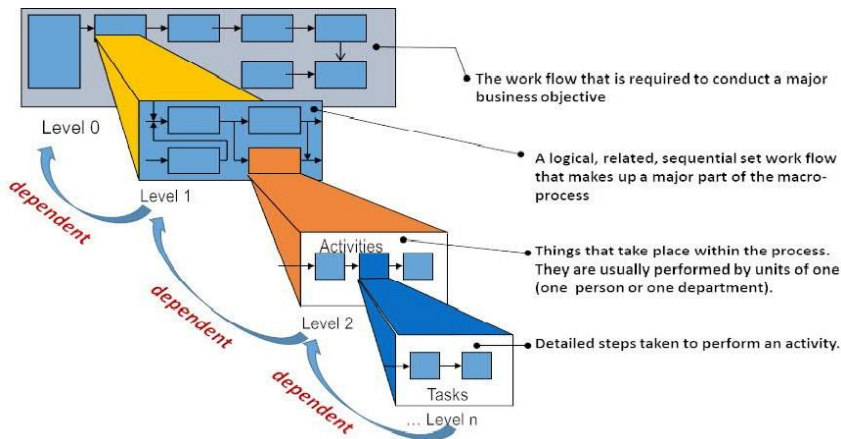 The work flow that is required to conduct a major
business objective
Level 0
A logical, related, sequential set work flow
that makes up a major part of the macro-
process
Level 1
dependent
Activities
Things that take place within the process.
They are usually performed by units of one
(one person or one department).
Level 2
dependent
Detailed steps taken to perform an activity.
Tasks
dependent
... Level n